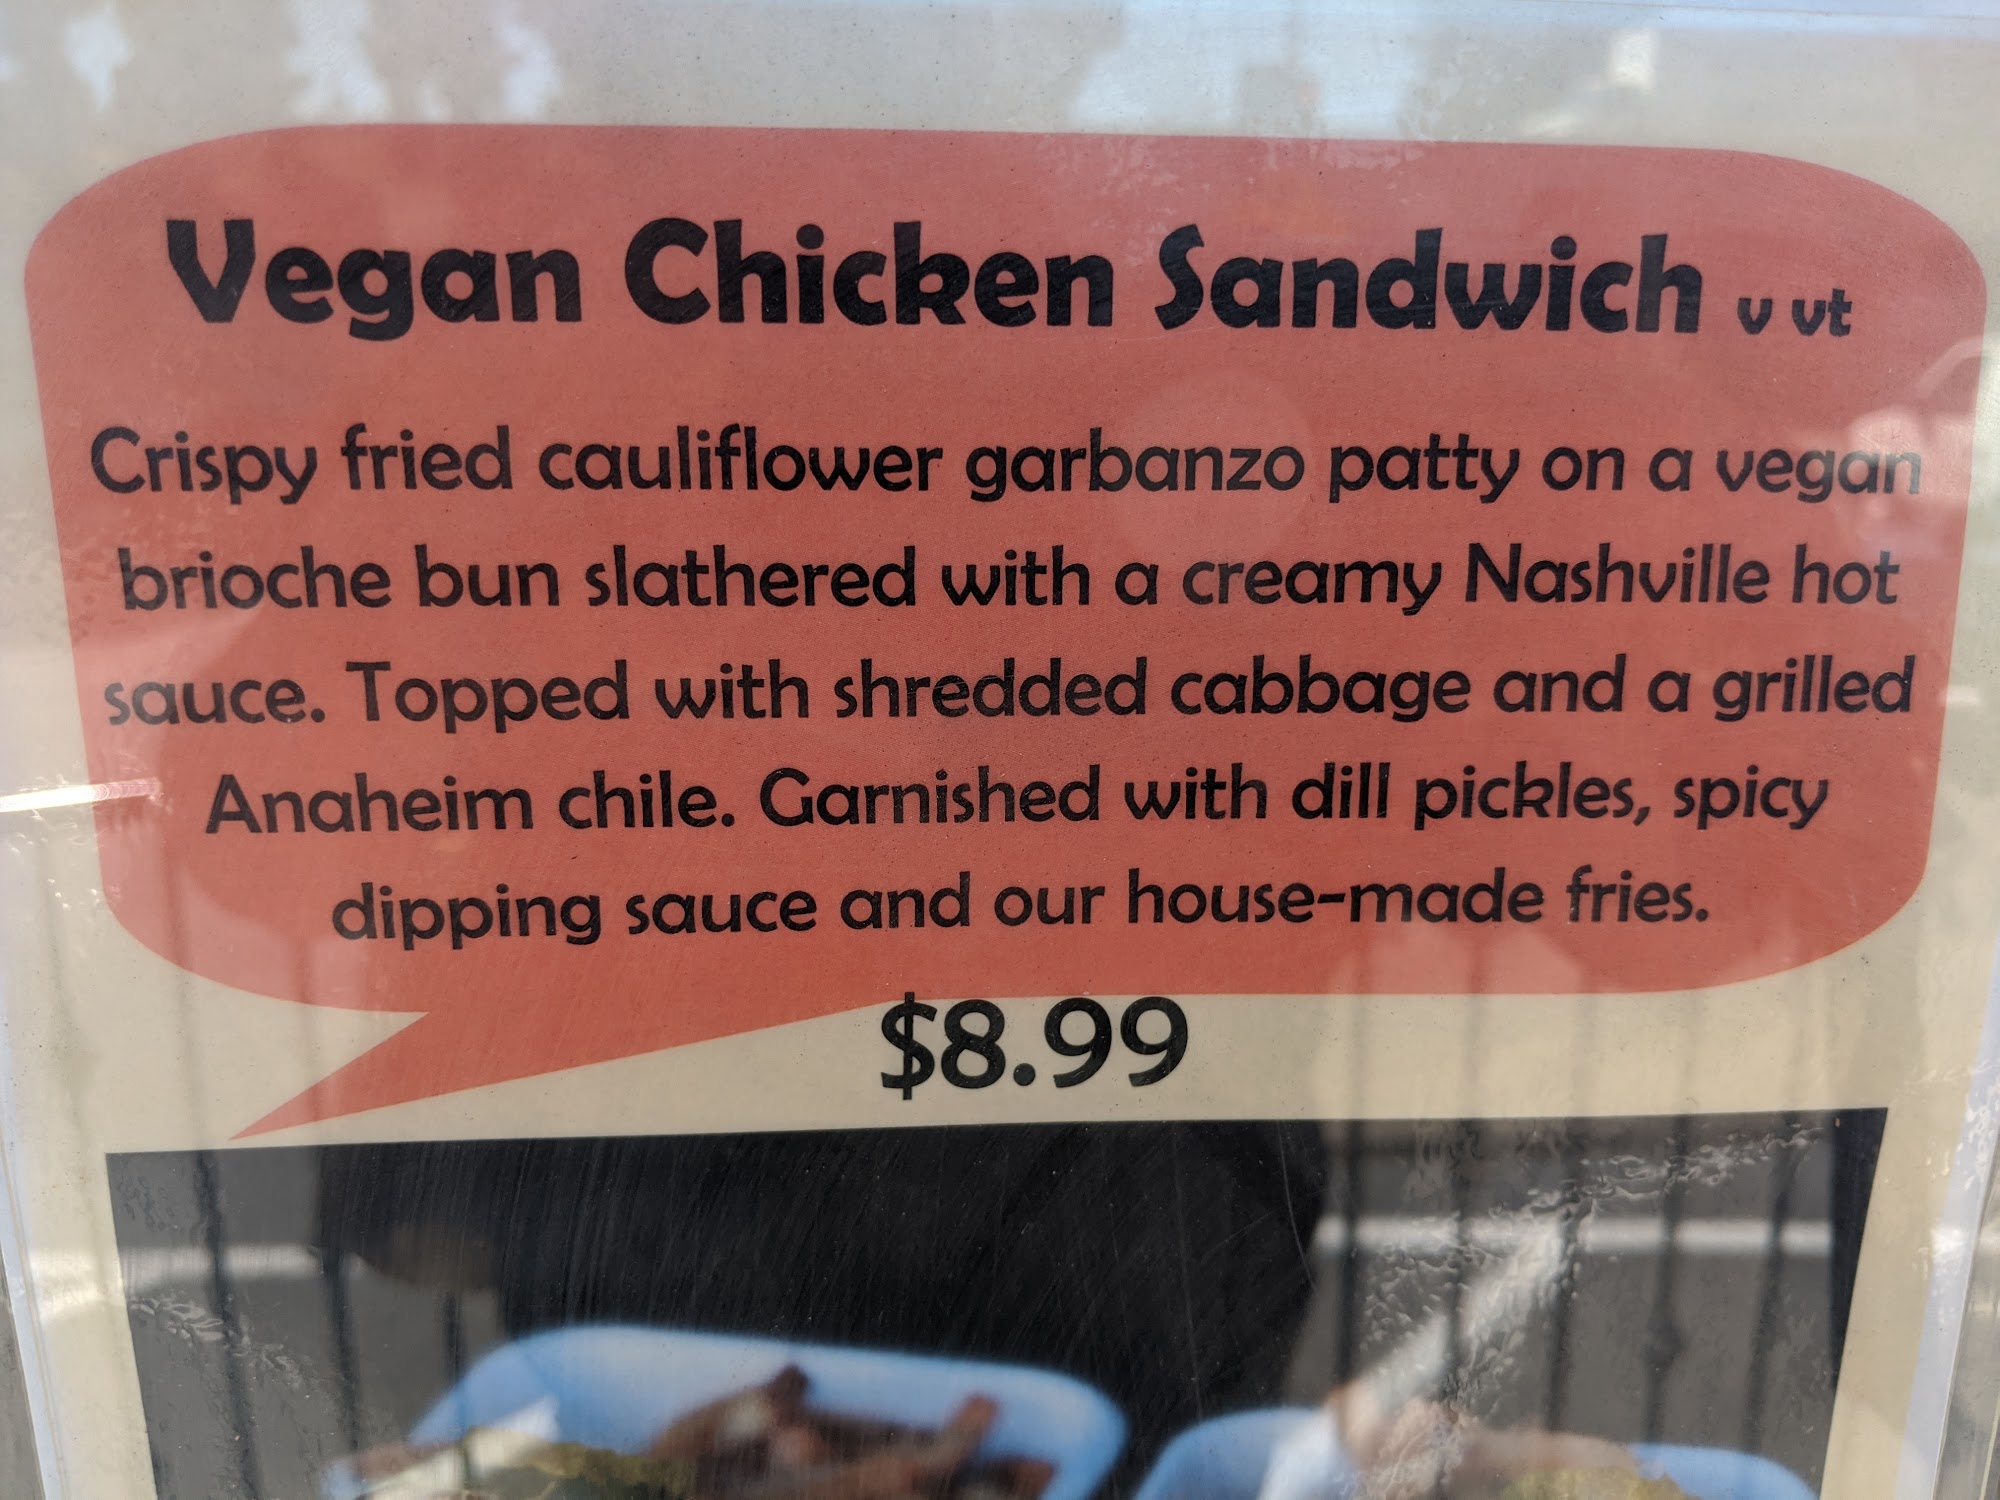 Vegan Chicken Sandwich v vt
Crispy fried cauliflower garbanzo patty on a vegan
brioche bun slathered with a creamy Nashville hot
sauce. Topped with shredded cabbage and a grilled
Anaheim chile. Garnished with dill pickles, spicy
dipping sauce and our house-made fries.
$8.99